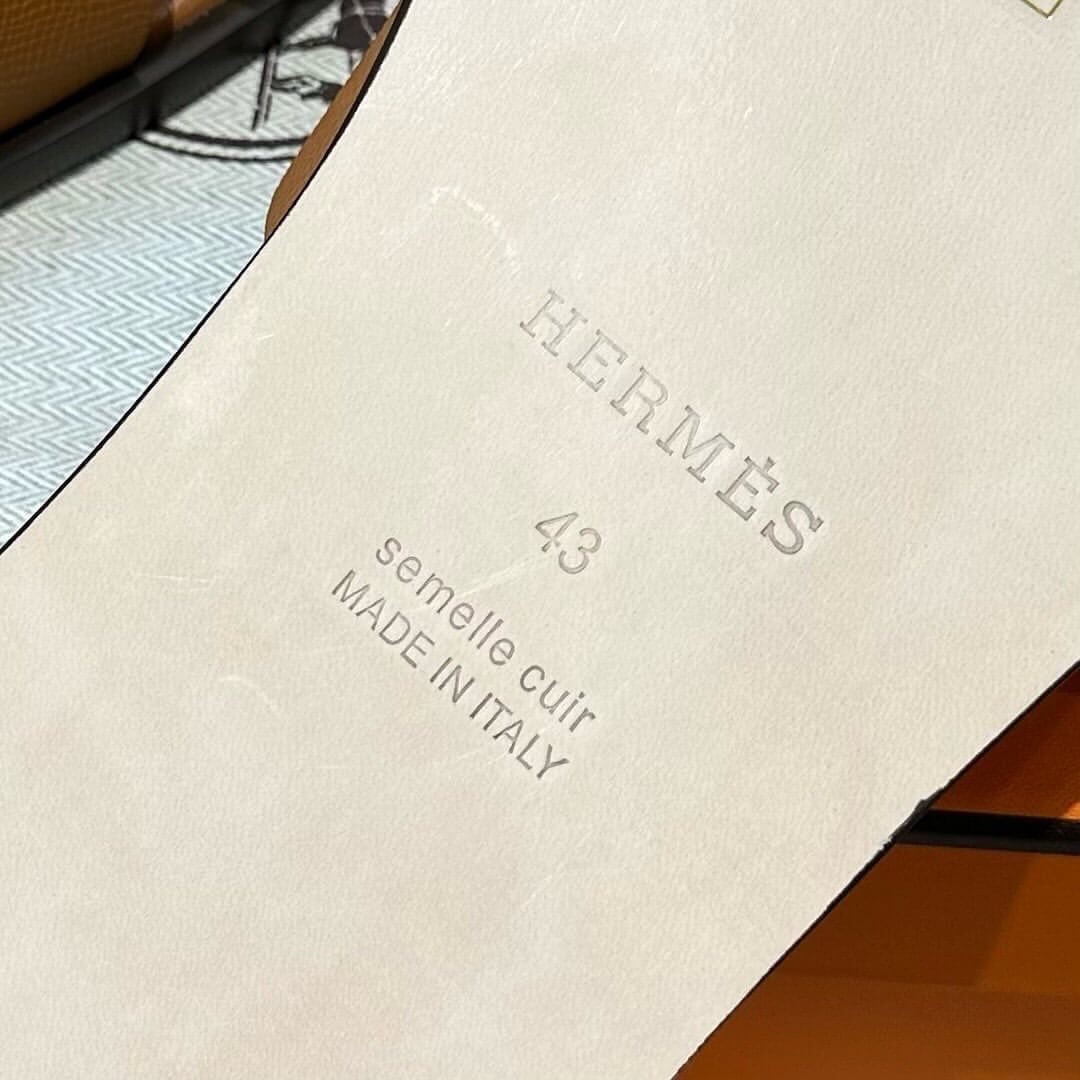 HERMÈS
43
semelle cuir
MADE IN ITALY